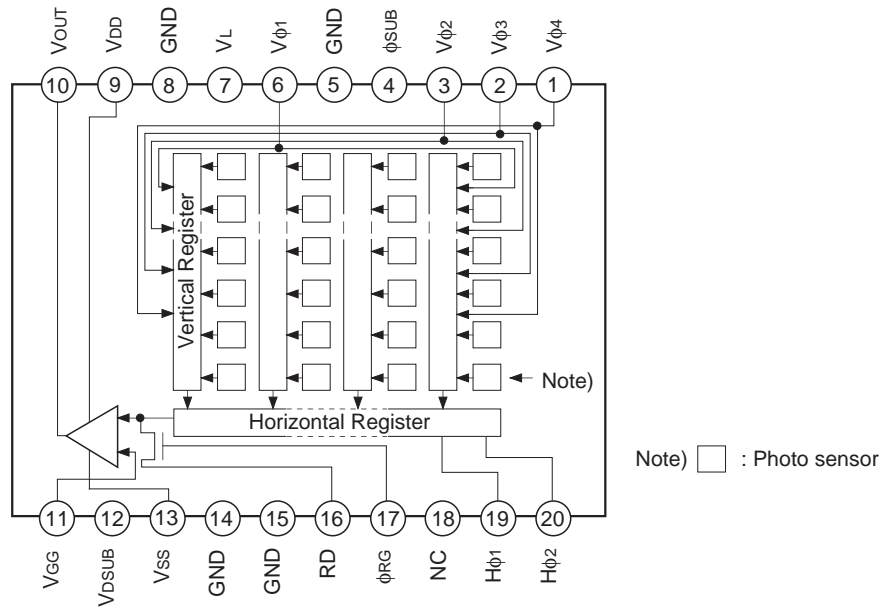 VOUT VDD GND VL Vϕ1 GND ϕSUB Vϕ2 Vϕ3 Vϕ4
10 9 8 7 6 5 4 3 2 1
Vertical Register
Note)
Horizontal Register
Note) : Photo sensor
11 12 13 14 15 16 17 18 19 20
VGG VDSUB VSS GND GND RD ϕRG NC Hϕ1 Hϕ2